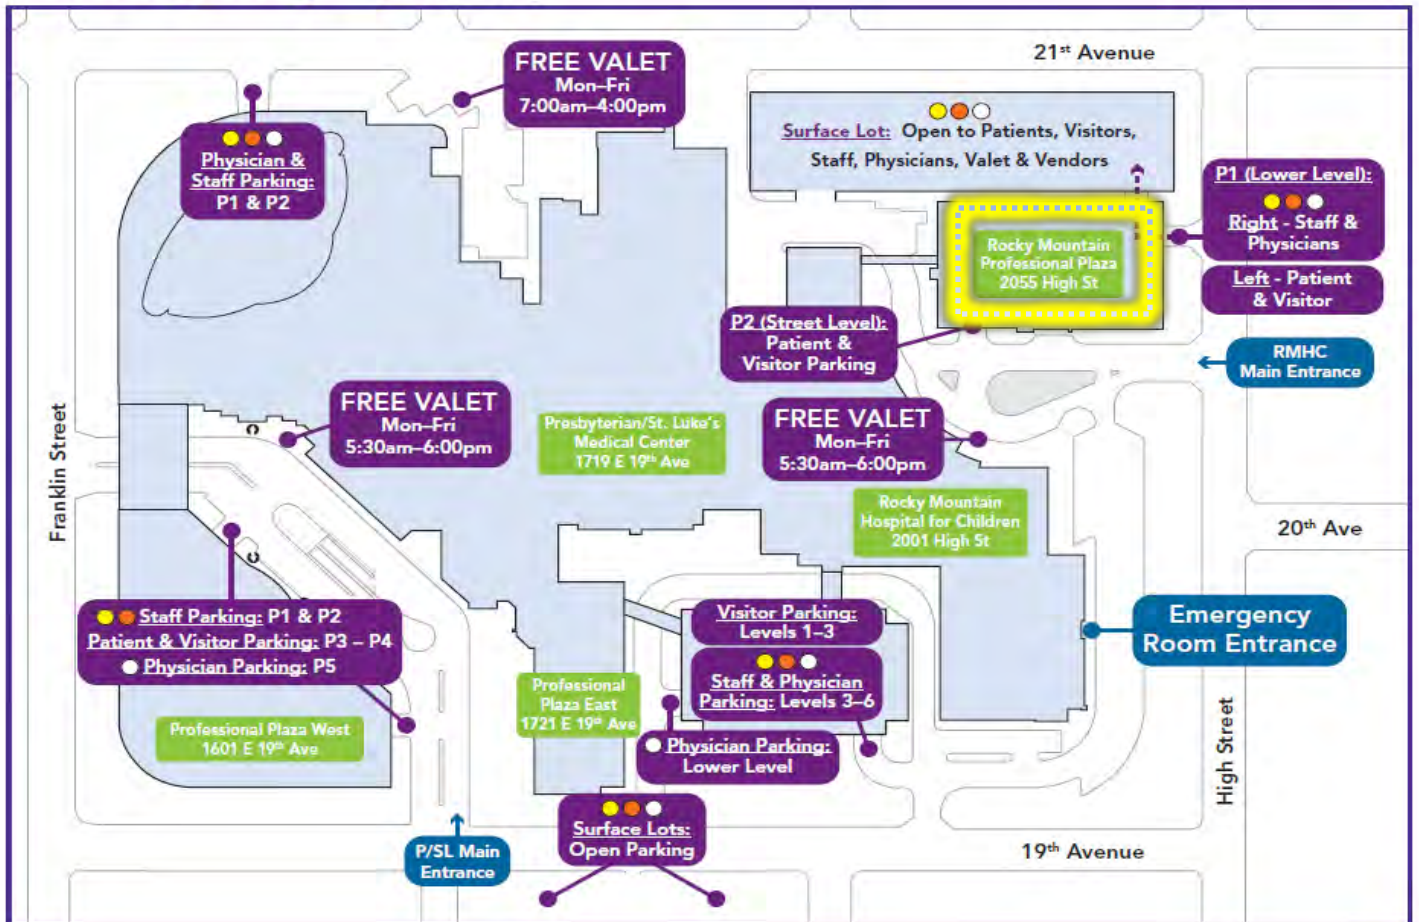 21st Avenue
FREE VALET
Mon–Fri
7:00am–4:00pm
Physician &
Staff Parking:
P1 & P2
Surface Lot: Open to Patients, Visitors,
Staff, Physicians, Valet & Vendors
P1 (Lower Level):
Right - Staff &
Physicians
Left - Patient
& Visitor
Rocky Mountain
Professional Plaza
2055 High St
P2 (Street Level):
Patient &
Visitor Parking
RMHC
Main Entrance
Franklin Street
FREE VALET
Mon–Fri
5:30am–6:00pm
Presbyterian/St. Luke's
Medical Center
1719 E 19th Ave
FREE VALET
Mon–Fri
5:30am–6:00pm
Rocky Mountain
Hospital for Children
2001 High St
20th Ave
Staff Parking: P1 & P2
Patient & Visitor Parking: P3 – P4
Physician Parking: P5
Visitor Parking:
Levels 1–3
Staff & Physician
Parking: Levels 3–6
Emergency
Room Entrance
Professional
Plaza East
1721 E 19th Ave
Professional Plaza West
1601 E 19th Ave
Physician Parking:
Lower Level
High Street
Surface Lots:
Open Parking
P/SL Main
Entrance
19th Avenue